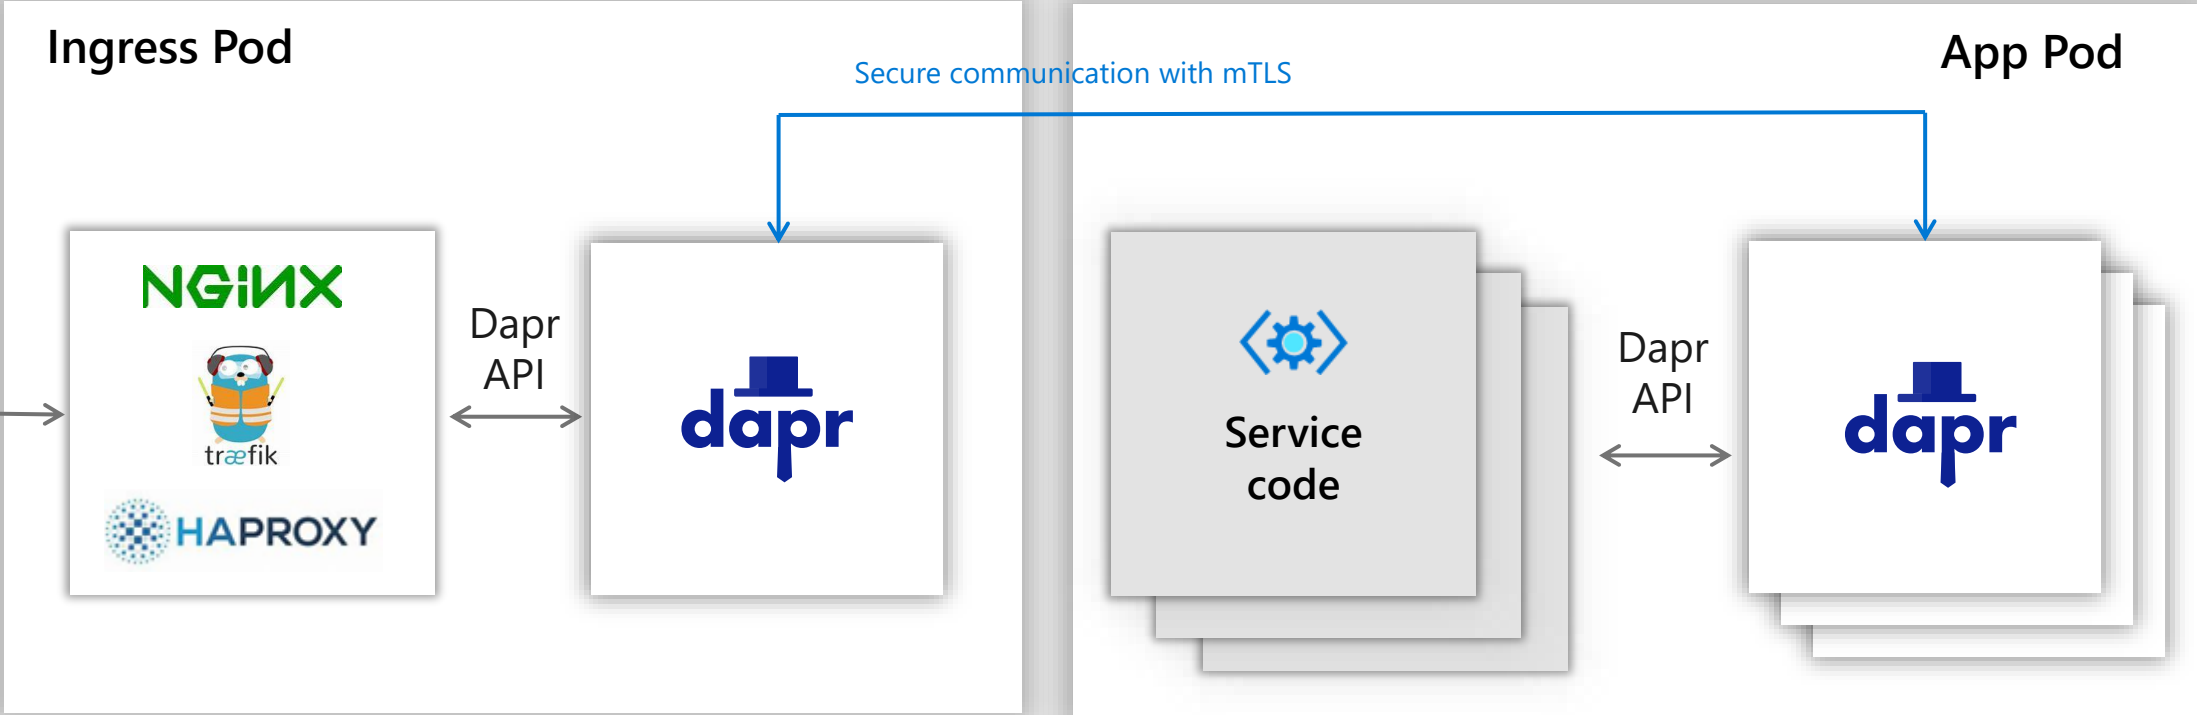 Ingress Pod
App Pod
Secure communication with mTLS
NGINX
træfik
HAPROXY
Dapr
API
dapr
Service
code
Dapr
API
dapr